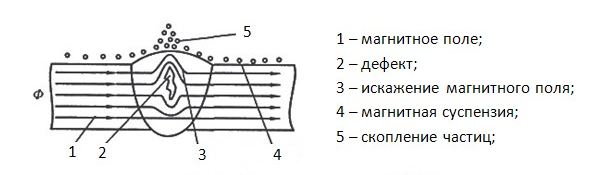 5
1 – магнитное поле;
2 – дефект;
3 – искажение магнитного поля;
4 – магнитная суспензия;
5 – скопление частиц;
Ф
1 2 3 4